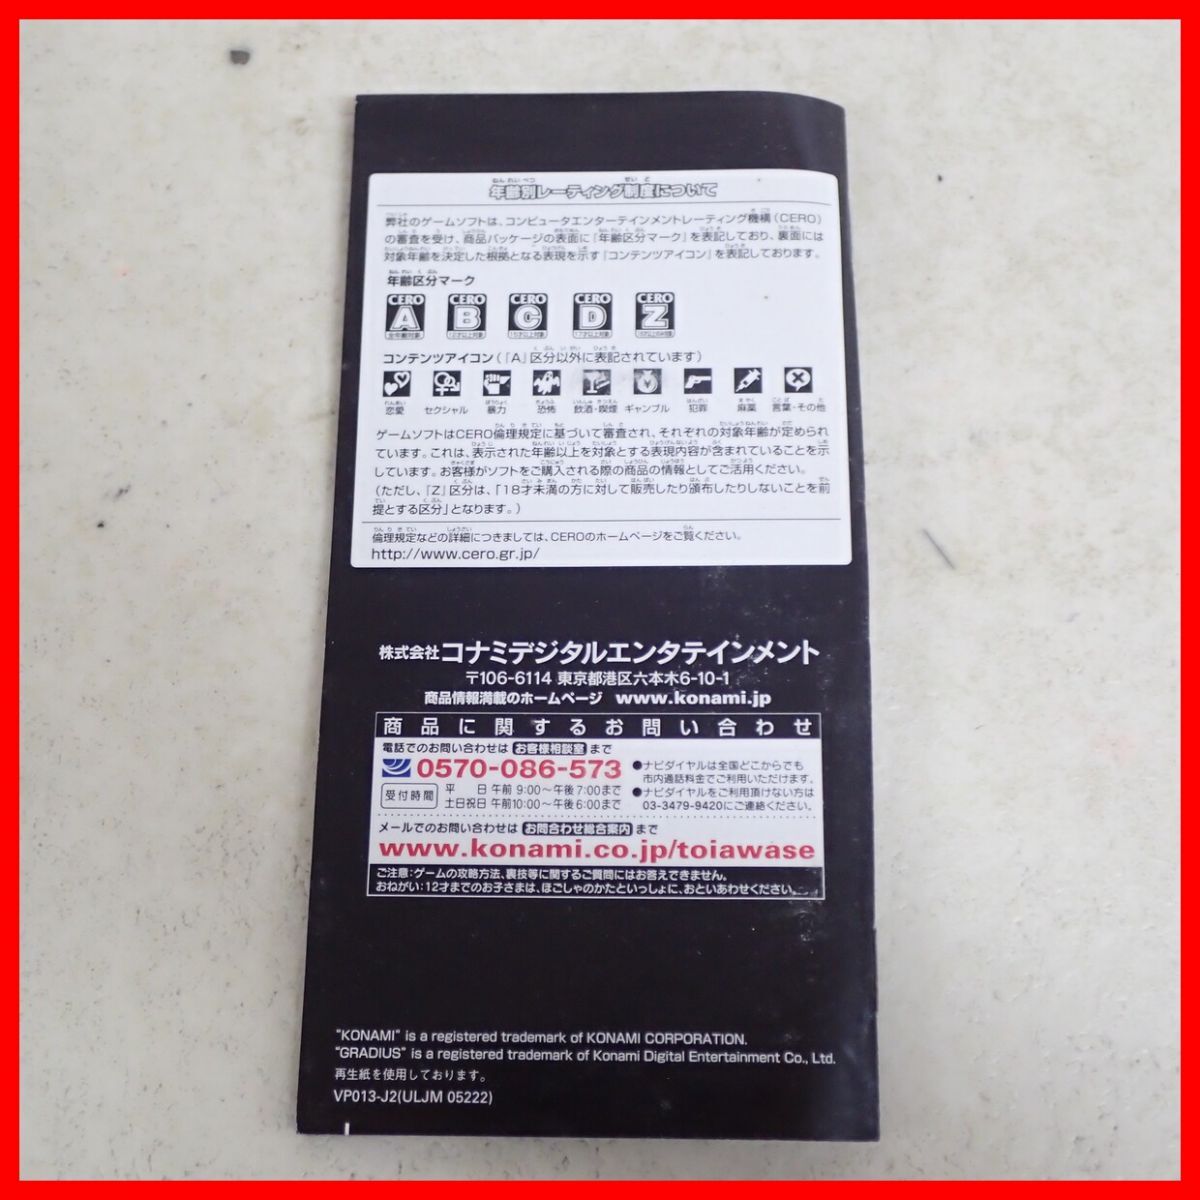 年齢別レーティング制度について
弊社のゲームソフトは、コンピュータエンターテインメントレーティング機構（CERO）
の審査を受け、商品パッケージの表面に「年齢区分マーク」を表記しており、裏面には
対象年齢を決定した根拠となる表現を示す「コンテンツアイコン」を表記しております。
年齢区分マーク
CERO CERO CERO CERO CERO
A B C D Z
全年齢対象 12才以上対象 15才以上対象 17才以上対象 18才以上のみ対象
コンテンツアイコン（「A」区分以外に表記されています）
恋愛 セクシャル 暴力 恐怖 飲酒・喫煙 ギャンブル 犯罪 麻薬 言葉・その他
ゲームソフトはCERO倫理規定に基づいて審査され、それぞれの対象年齢が定められ
ています。これは、表示された年齢以上を対象とする表現内容が含まれていることを示
しています。お客様がソフトをご購入される際の商品の情報としてご活用ください。
（ただし、「Z」区分は、「18才未満の方に対して販売したり頒布したりしないことを前
提とする区分」となります。）
倫理規定などの詳細につきましては、CEROのホームページをご覧ください。
http://www.cero.gr.jp/
株式会社 コナミデジタルエンタテインメント
〒106-6114 東京都港区六本木6-10-1
商品情報満載のホームページ www.konami.jp
商品に関するお問い合わせ
電話でのお問い合わせは お客様相談室 まで
0570-086-573
受付時間
平 日 午前 9:00～午後7:00まで
土日祝日 午前10:00～午後6:00まで
●ナビダイヤルは全国どこからでも
市内通話料金でご利用いただけます。
●ナビダイヤルをご利用頂けない方は
03-3479-9420にご連絡ください。
メールでのお問い合わせは お問合わせ総合案内 まで
www.konami.co.jp/toiawase
ご注意：ゲームの攻略方法、裏技等に関するご質問にはお答えできません。
おねがい：12才までのお子さまは、ほごしゃのかたといっしょに、おといあわせください。
"KONAMI" is a registered trademark of KONAMI CORPORATION.
"GRADIUS" is a registered trademark of Konami Digital Entertainment Co., Ltd.
再生紙を使用しております。
VP013-J2(ULJM 05222)